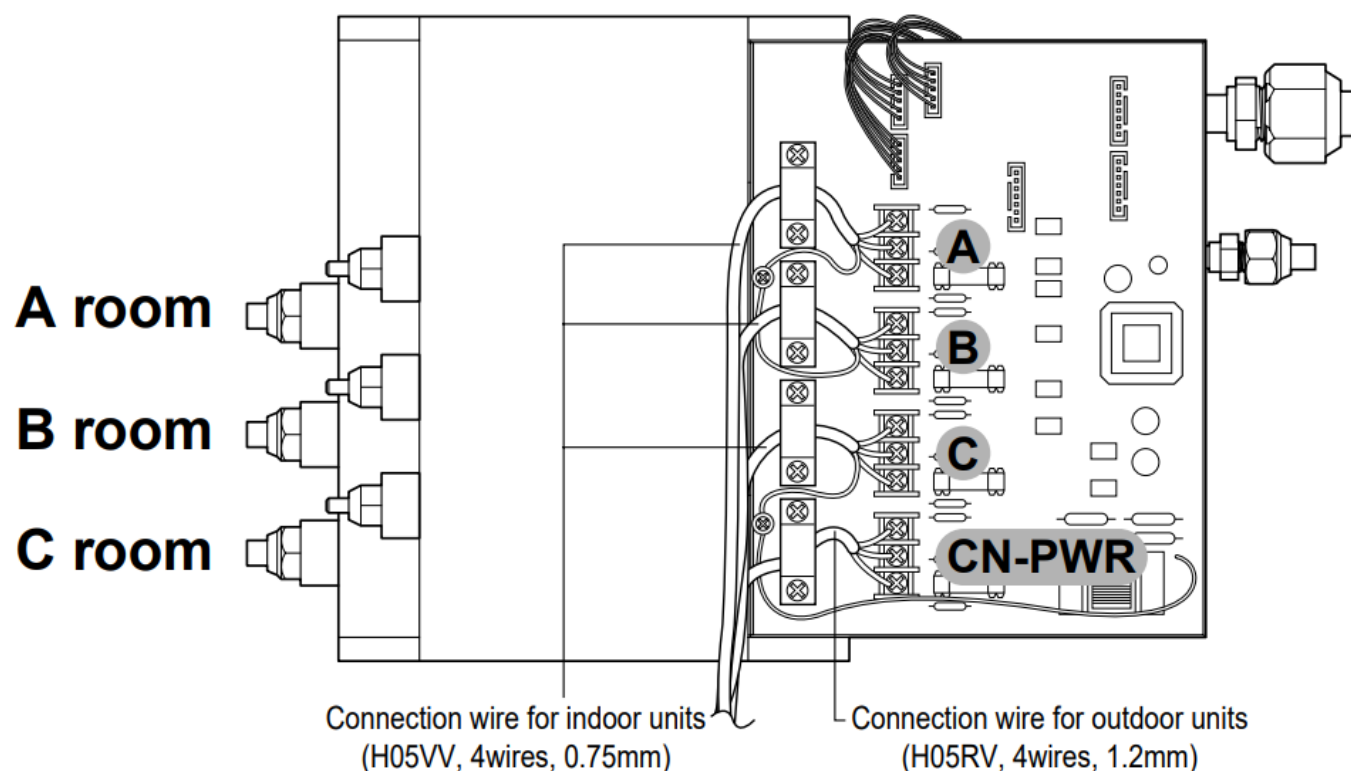 A
A room
B
B room
C
C room
CN-PWR
Connection wire for indoor units
(H05VV, 4wires, 0.75mm)
Connection wire for outdoor units
(H05RV, 4wires, 1.2mm)